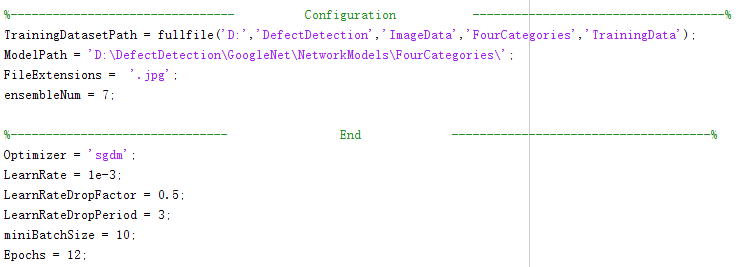 %-------------------------------- Configuration ------------------------------------%
TrainingDatasetPath = fullfile('D:','DefectDetection','ImageData','FourCategories','TrainingData');
ModelPath = 'D:\DefectDetection\GoogleNet\NetworkModels\FourCategories\';
FileExtensions = '.jpg';
ensembleNum = 7;
%------------------------------- End -------------------------------------%
Optimizer = 'sgdm';
LearnRate = 1e-3;
LearnRateDropFactor = 0.5;
LearnRateDropPeriod = 3;
miniBatchSize = 10;
Epochs = 12;